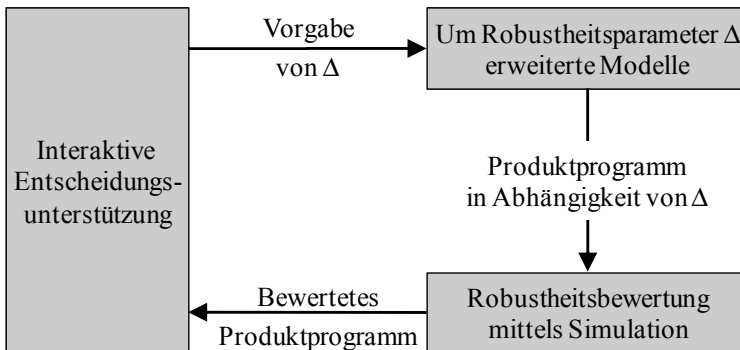 Vorgabe
von Δ
Um Robustheitsparameter Δ
erweiterte Modelle
Interaktive
Entscheidungs-
unterstützung
Produktprogramm
in Abhängigkeit von Δ
Bewertetes
Produktprogramm
Robustheitsbewertung
mittels Simulation